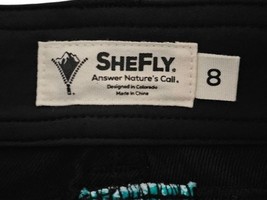 SHEFLY®
Answer Nature's Call.
Designed in Colorado
Made in China
8